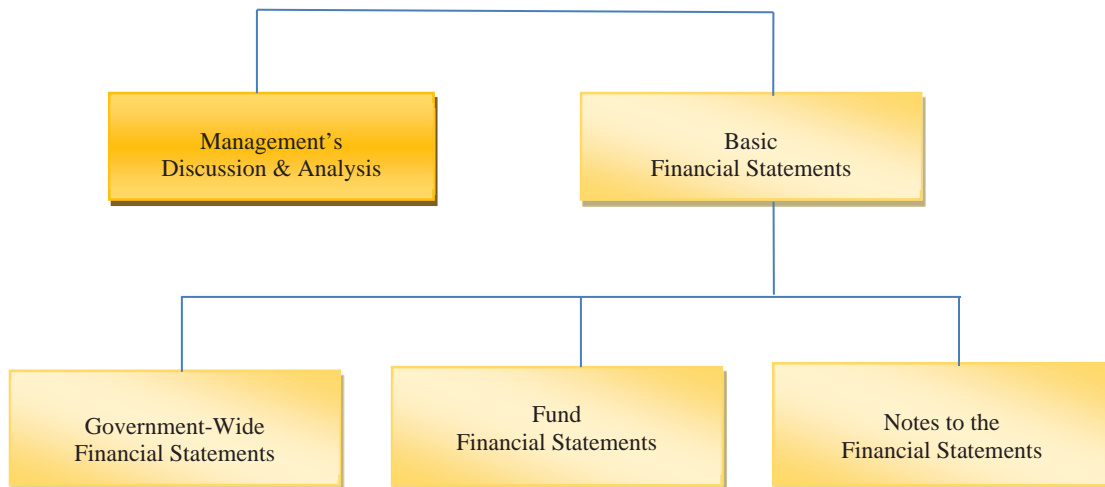 Management’s
Discussion & Analysis
Basic
Financial Statements
Government-Wide
Financial Statements
Fund
Financial Statements
Notes to the
Financial Statements